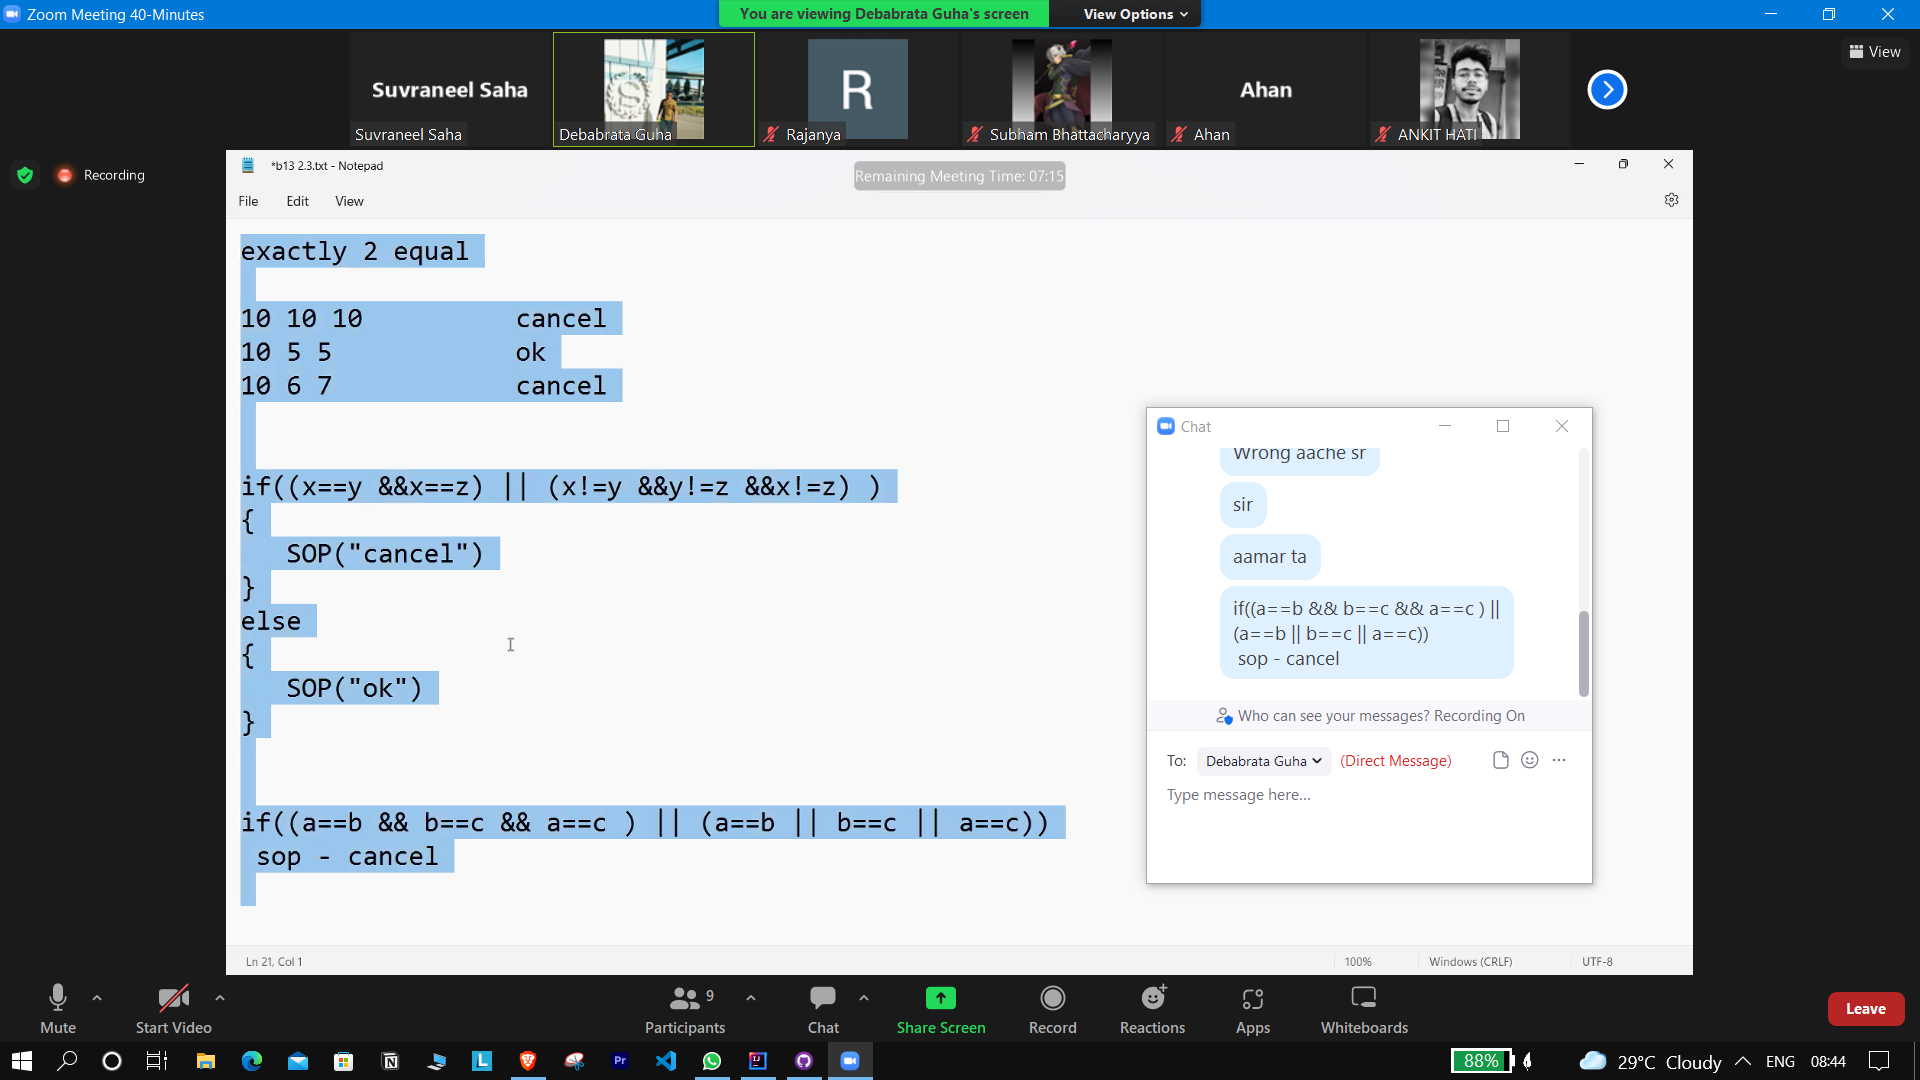 Zoom Meeting 40-Minutes
You are viewing Debabrata Guha's screen
View Options
View
Suvraneel Saha
Suvraneel Saha
Debabrata Guha
R
Rajanya
Subham Bhattacharyya
Ahan
Ahan
ANKIT HATI
Recording
*b13 2.3.txt - Notepad
Remaining Meeting Time: 07:15
File Edit View
exactly 2 equal
10 10 10 cancel
10 5 5 ok
10 6 7 cancel
if((x==y &&x==z) || (x!=y &&y!=z &&x!=z) )
{
SOP("cancel")
}
else
{
SOP("ok")
}
if((a==b && b==c && a==c ) || (a==b || b==c || a==c))
sop - cancel
Ln 21, Col 1
100%
Windows (CRLF)
UTF-8
Chat
Wrong aache sr
sir
aamar ta
if((a==b && b==c && a==c ) ||
(a==b || b==c || a==c))
sop - cancel
Who can see your messages? Recording On
To: Debabrata Guha (Direct Message)
Type message here...
Mute
Start Video
9
Participants
Chat
Share Screen
Record
Reactions
Apps
Whiteboards
Leave
N
L
Pr
88%
29°C Cloudy
ENG
08:44